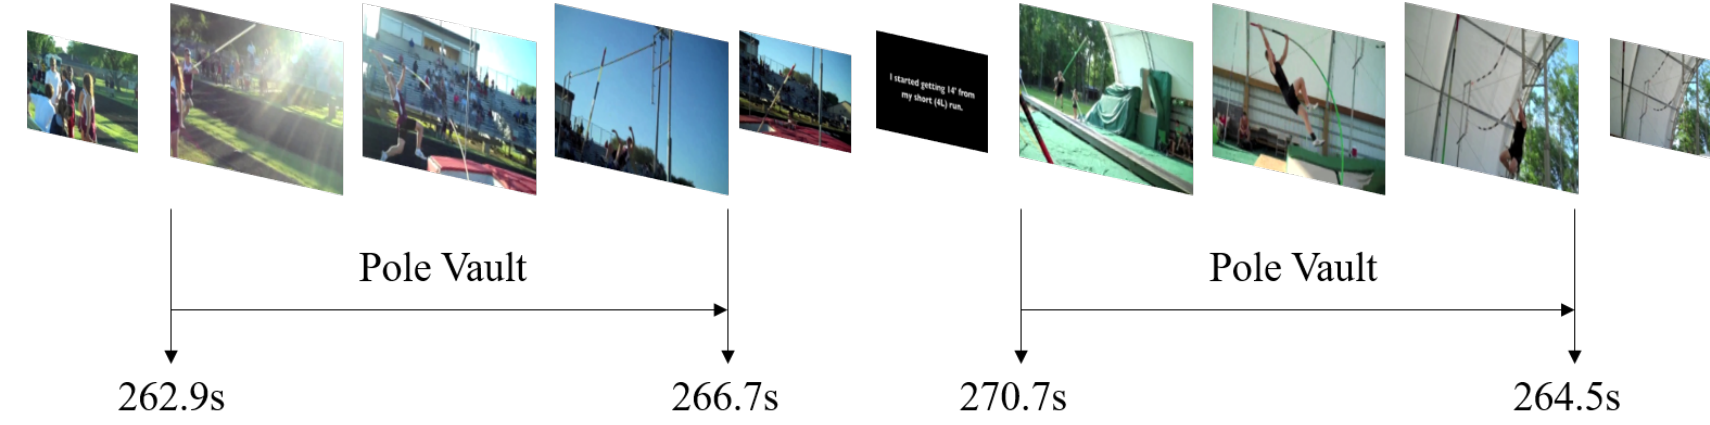 I started getting 14' from
my short (4L) run.
Pole Vault
Pole Vault
262.9s
266.7s
270.7s
264.5s